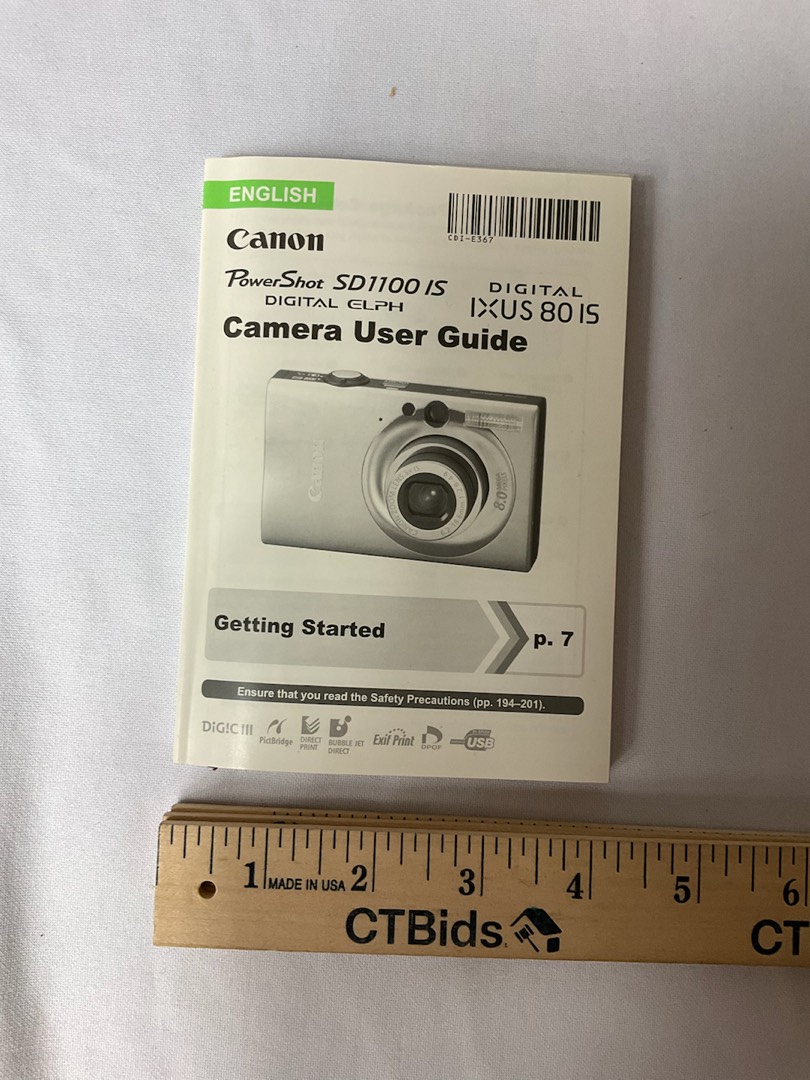 ENGLISH
CDI-E367
Canon
PowerShot SD1100 IS
DIGITAL ELPH
DIGITAL
IXUS 80 IS
Camera User Guide
Canon
8.0
Getting Started
p. 7
Ensure that you read the Safety Precautions (pp. 194–201).
DiGiC III
PictBridge
DIRECT
PRINT
BUBBLE JET
DIRECT
Exif Print
DPOF
USB
1 2 3 4 5 6
MADE IN USA
CTBids
CT